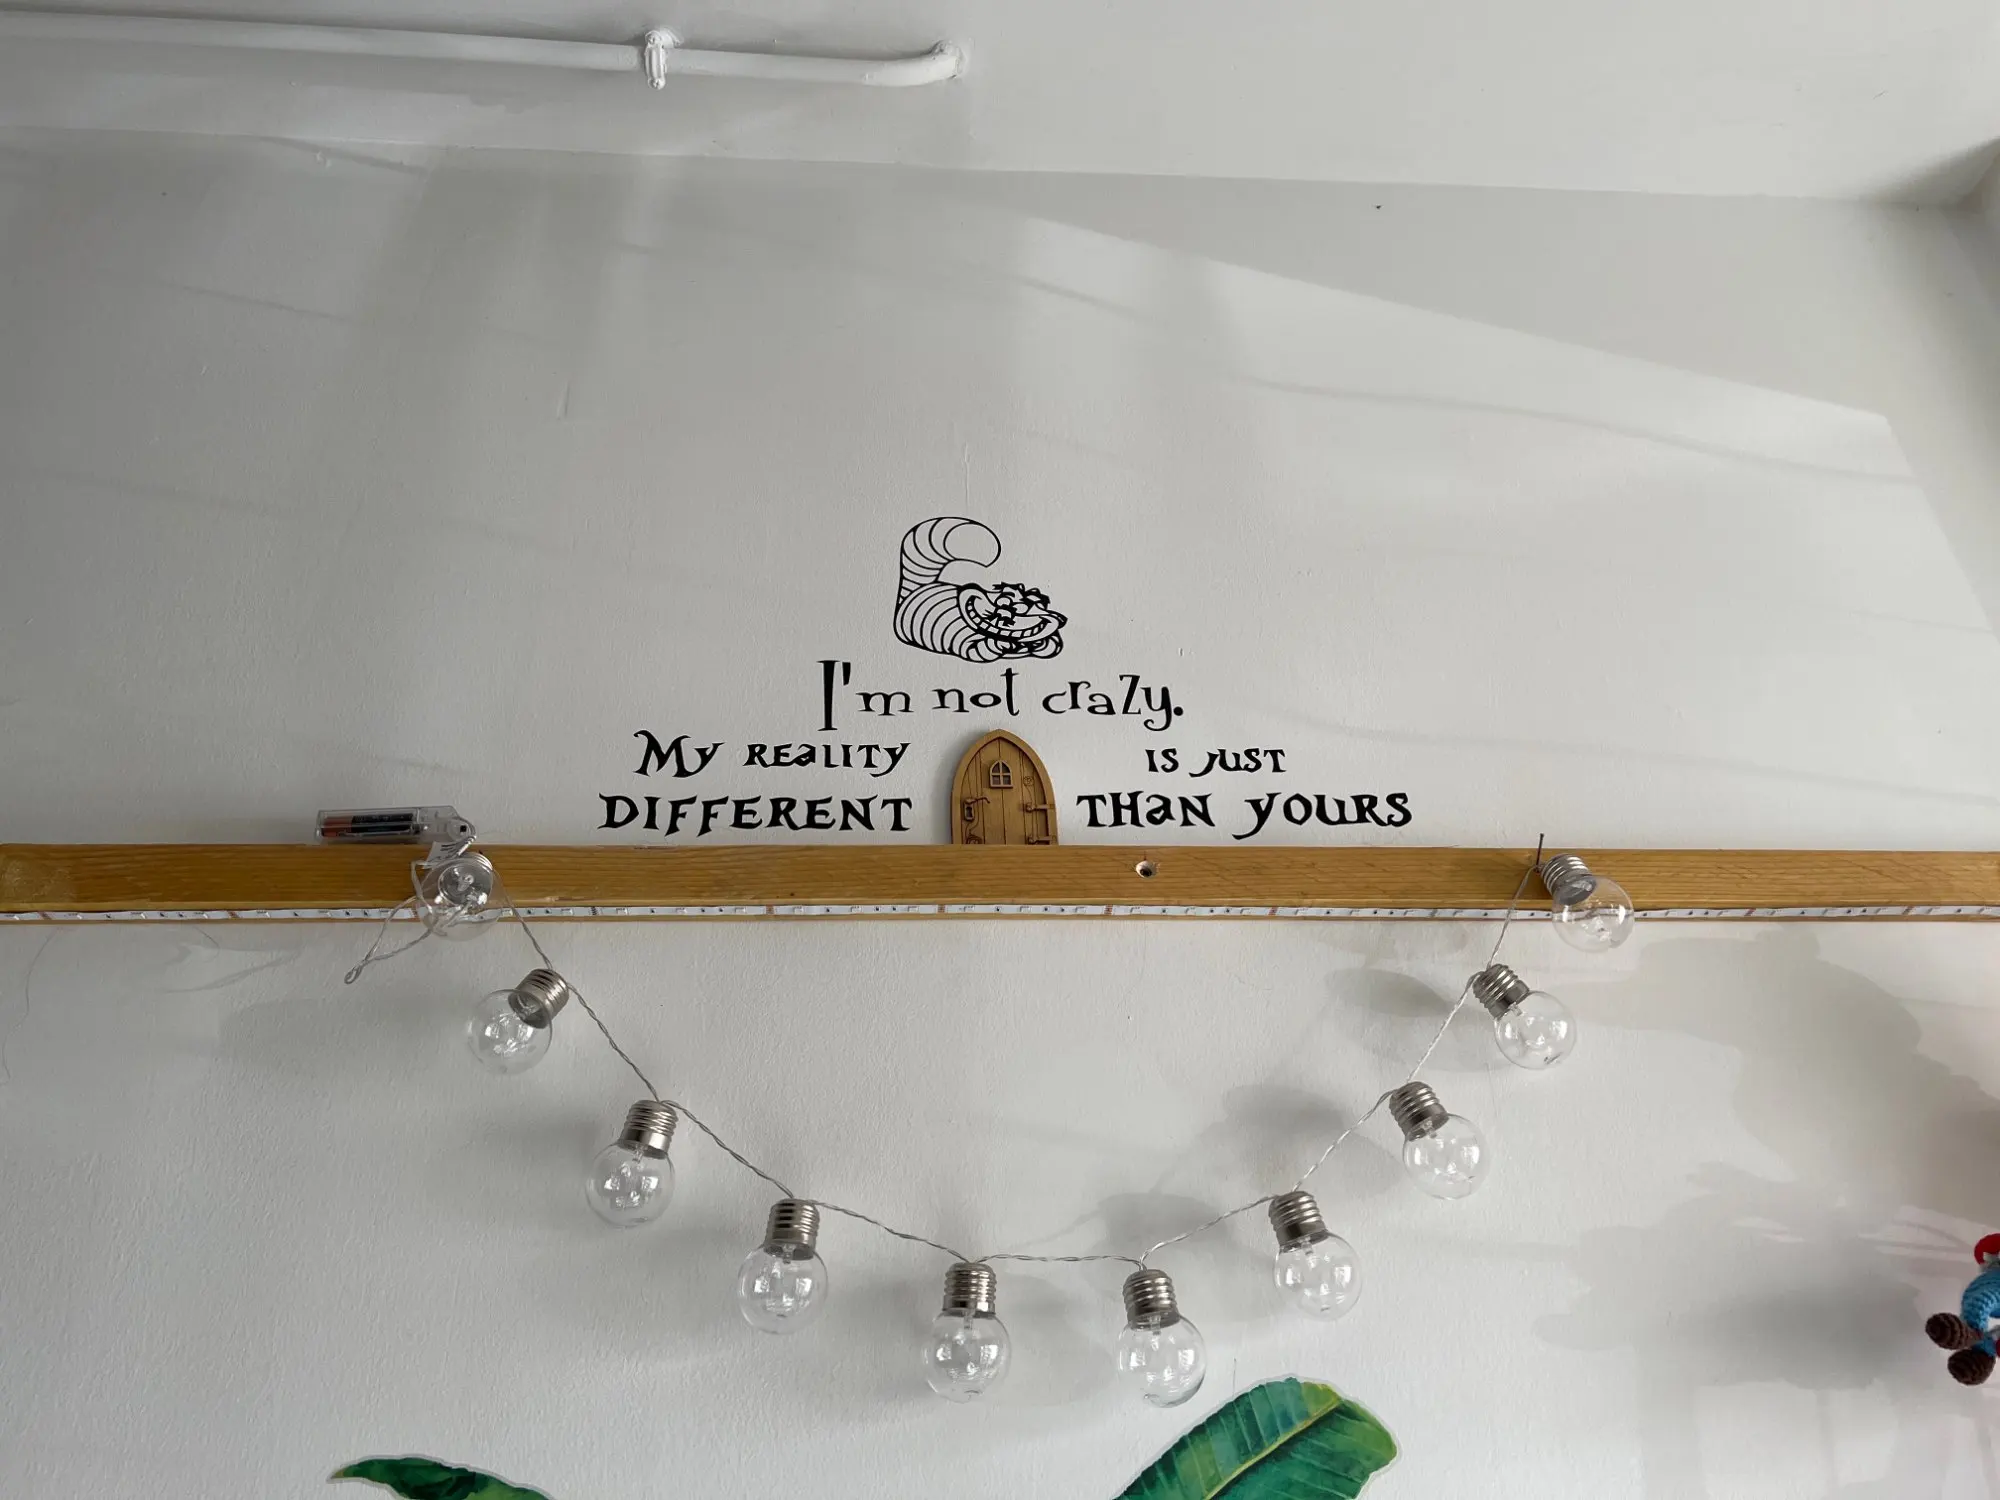 I'm not crazy.
My reality is just
different than yours